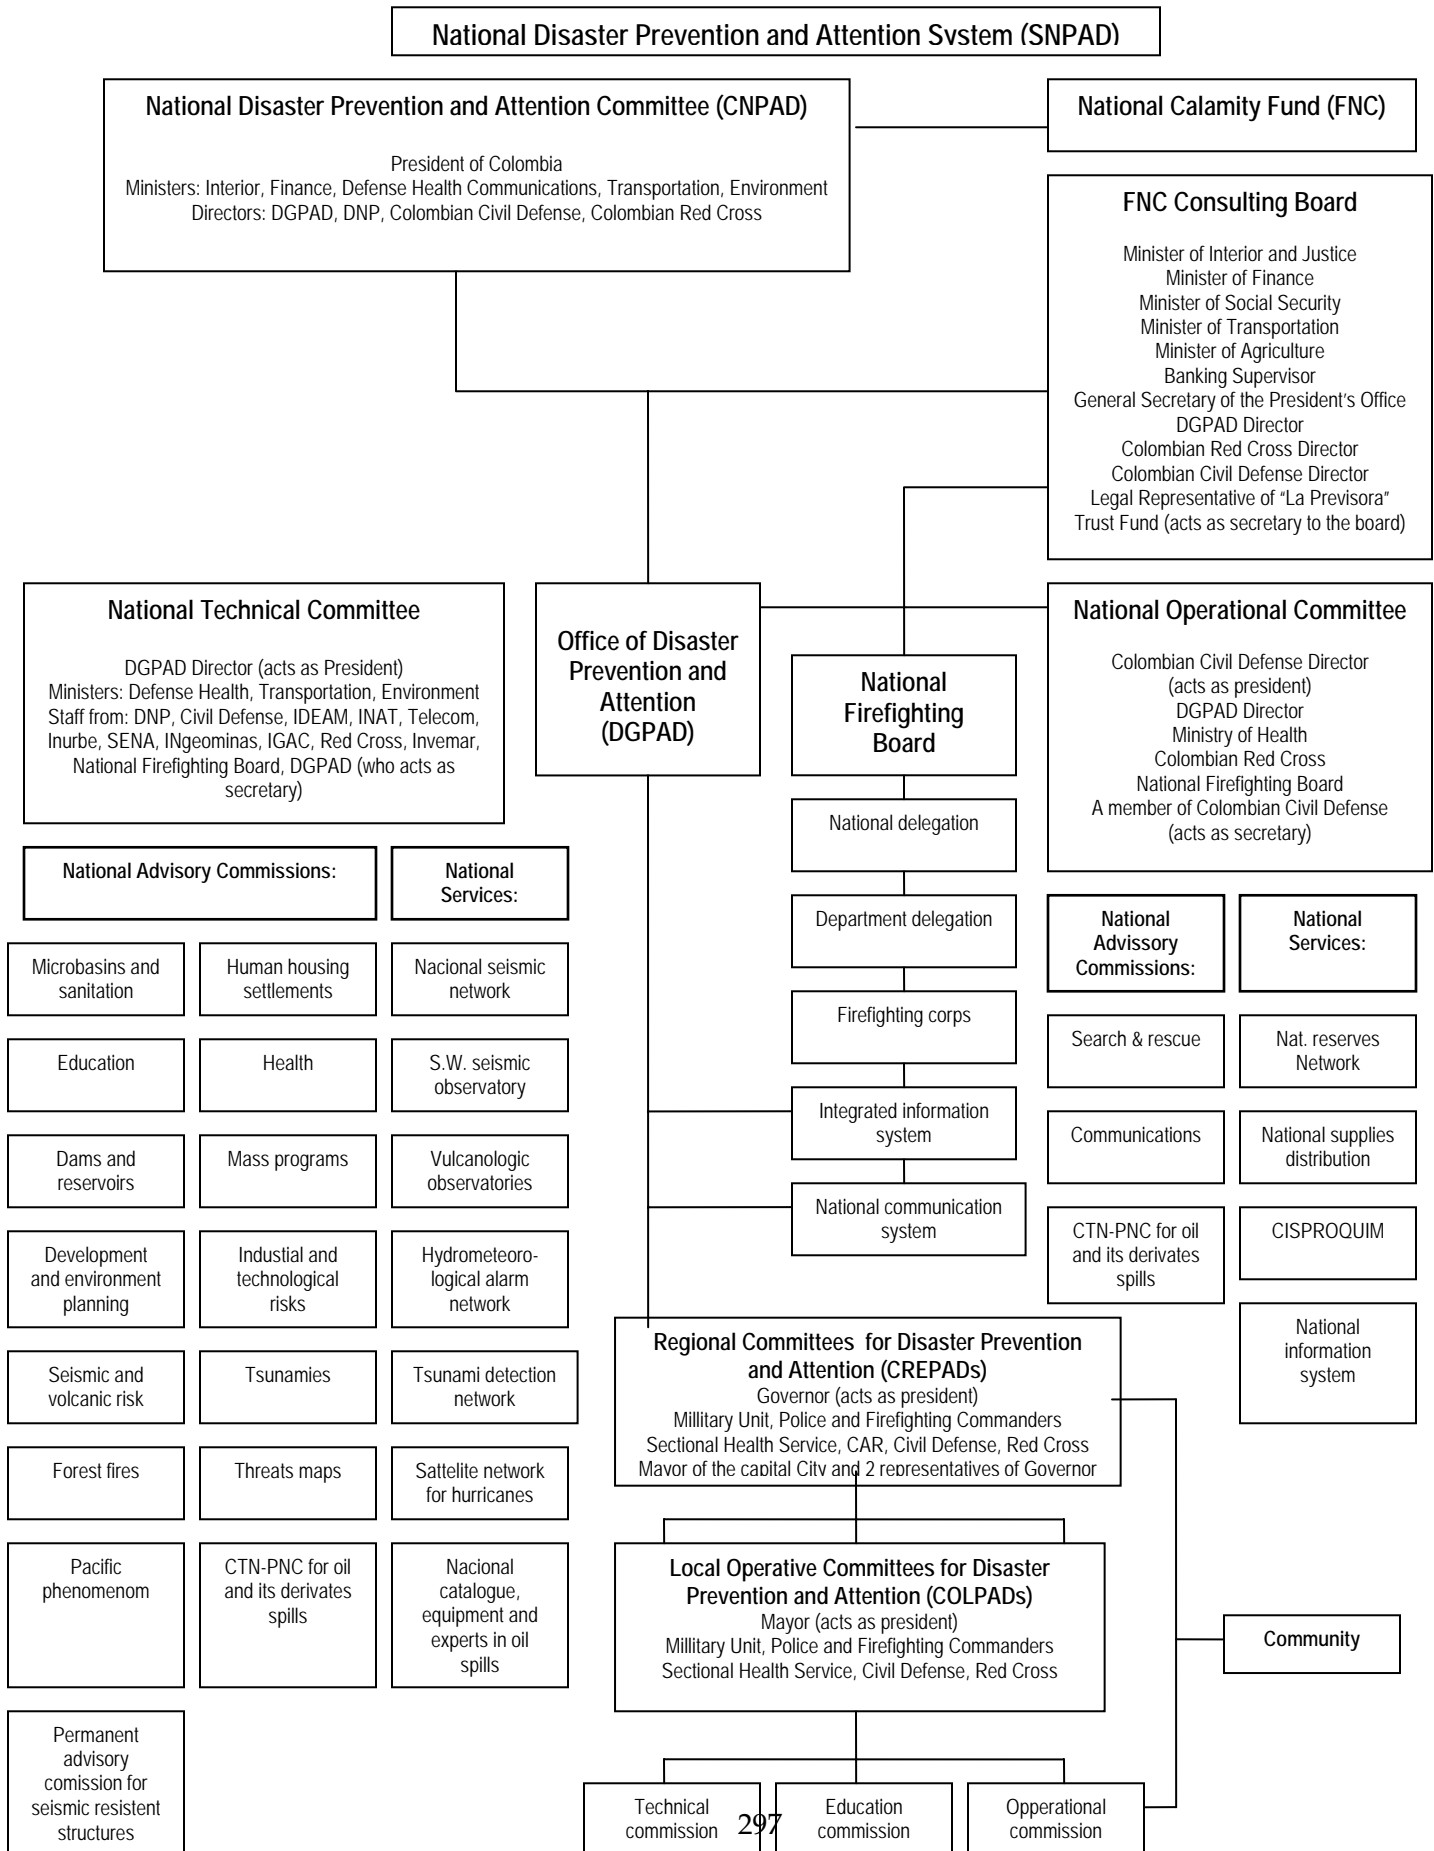 National Disaster Prevention and Attention System (SNPAD)
National Disaster Prevention and Attention Committee (CNPAD)
President of Colombia
Ministers: Interior, Finance, Defense Health Communications, Transportation, Environment
Directors: DGPAD, DNP, Colombian Civil Defense, Colombian Red Cross
National Calamity Fund (FNC)
FNC Consulting Board
Minister of Interior and Justice
Minister of Finance
Minister of Social Security
Minister of Transportation
Minister of Agriculture
Banking Supervisor
General Secretary of the President's Office
DGPAD Director
Colombian Red Cross Director
Colombian Civil Defense Director
Legal Representative of "La Previsora"
Trust Fund (acts as secretary to the board)
National Technical Committee
DGPAD Director (acts as President)
Ministers: Defense Health, Transportation, Environment
Staff from: DNP, Civil Defense, IDEAM, INAT, Telecom,
Inurbe, SENA, INgeominas, IGAC, Red Cross, Invemar,
National Firefighting Board, DGPAD (who acts as
secretary)
Office of Disaster
Prevention and
Attention
(DGPAD)
National
Firefighting
Board
National Operational Committee
Colombian Civil Defense Director
(acts as president)
DGPAD Director
Ministry of Health
Colombian Red Cross
National Firefighting Board
A member of Colombian Civil Defense
(acts as secretary)
National Advisory Commissions:
National
Services:
Microbasins and
sanitation
Human housing
settlements
Nacional seismic
network
Education
Health
S.W. seismic
observatory
Dams and
reservoirs
Mass programs
Vulcanologic
observatories
Development
and environment
planning
Industial and
technological
risks
Hydrometeoro-
logical alarm
network
Seismic and
volcanic risk
Tsunamies
Tsunami detection
network
Forest fires
Threats maps
Sattelite network
for hurricanes
Pacific
phenomenom
CTN-PNC for oil
and its derivates
spills
Nacional
catalogue,
equipment and
experts in oil
spills
Permanent
advisory
comission for
seismic resistent
structures
National delegation
Department delegation
Firefighting corps
Integrated information
system
National communication
system
National
Advissory
Commissions:
National
Services:
Search & rescue
Nat. reserves
Network
Communications
National supplies
distribution
CTN-PNC for oil
and its derivates
spills
CISPROQUIM
National
information
system
Regional Committees for Disaster Prevention
and Attention (CREPADs)
Governor (acts as president)
Millitary Unit, Police and Firefighting Commanders
Sectional Health Service, CAR, Civil Defense, Red Cross
Mayor of the capital City and 2 representatives of Governor
Local Operative Committees for Disaster
Prevention and Attention (COLPADs)
Mayor (acts as president)
Millitary Unit, Police and Firefighting Commanders
Sectional Health Service, Civil Defense, Red Cross
Community
Technical
commission
Education
commission
Opperational
commission
297